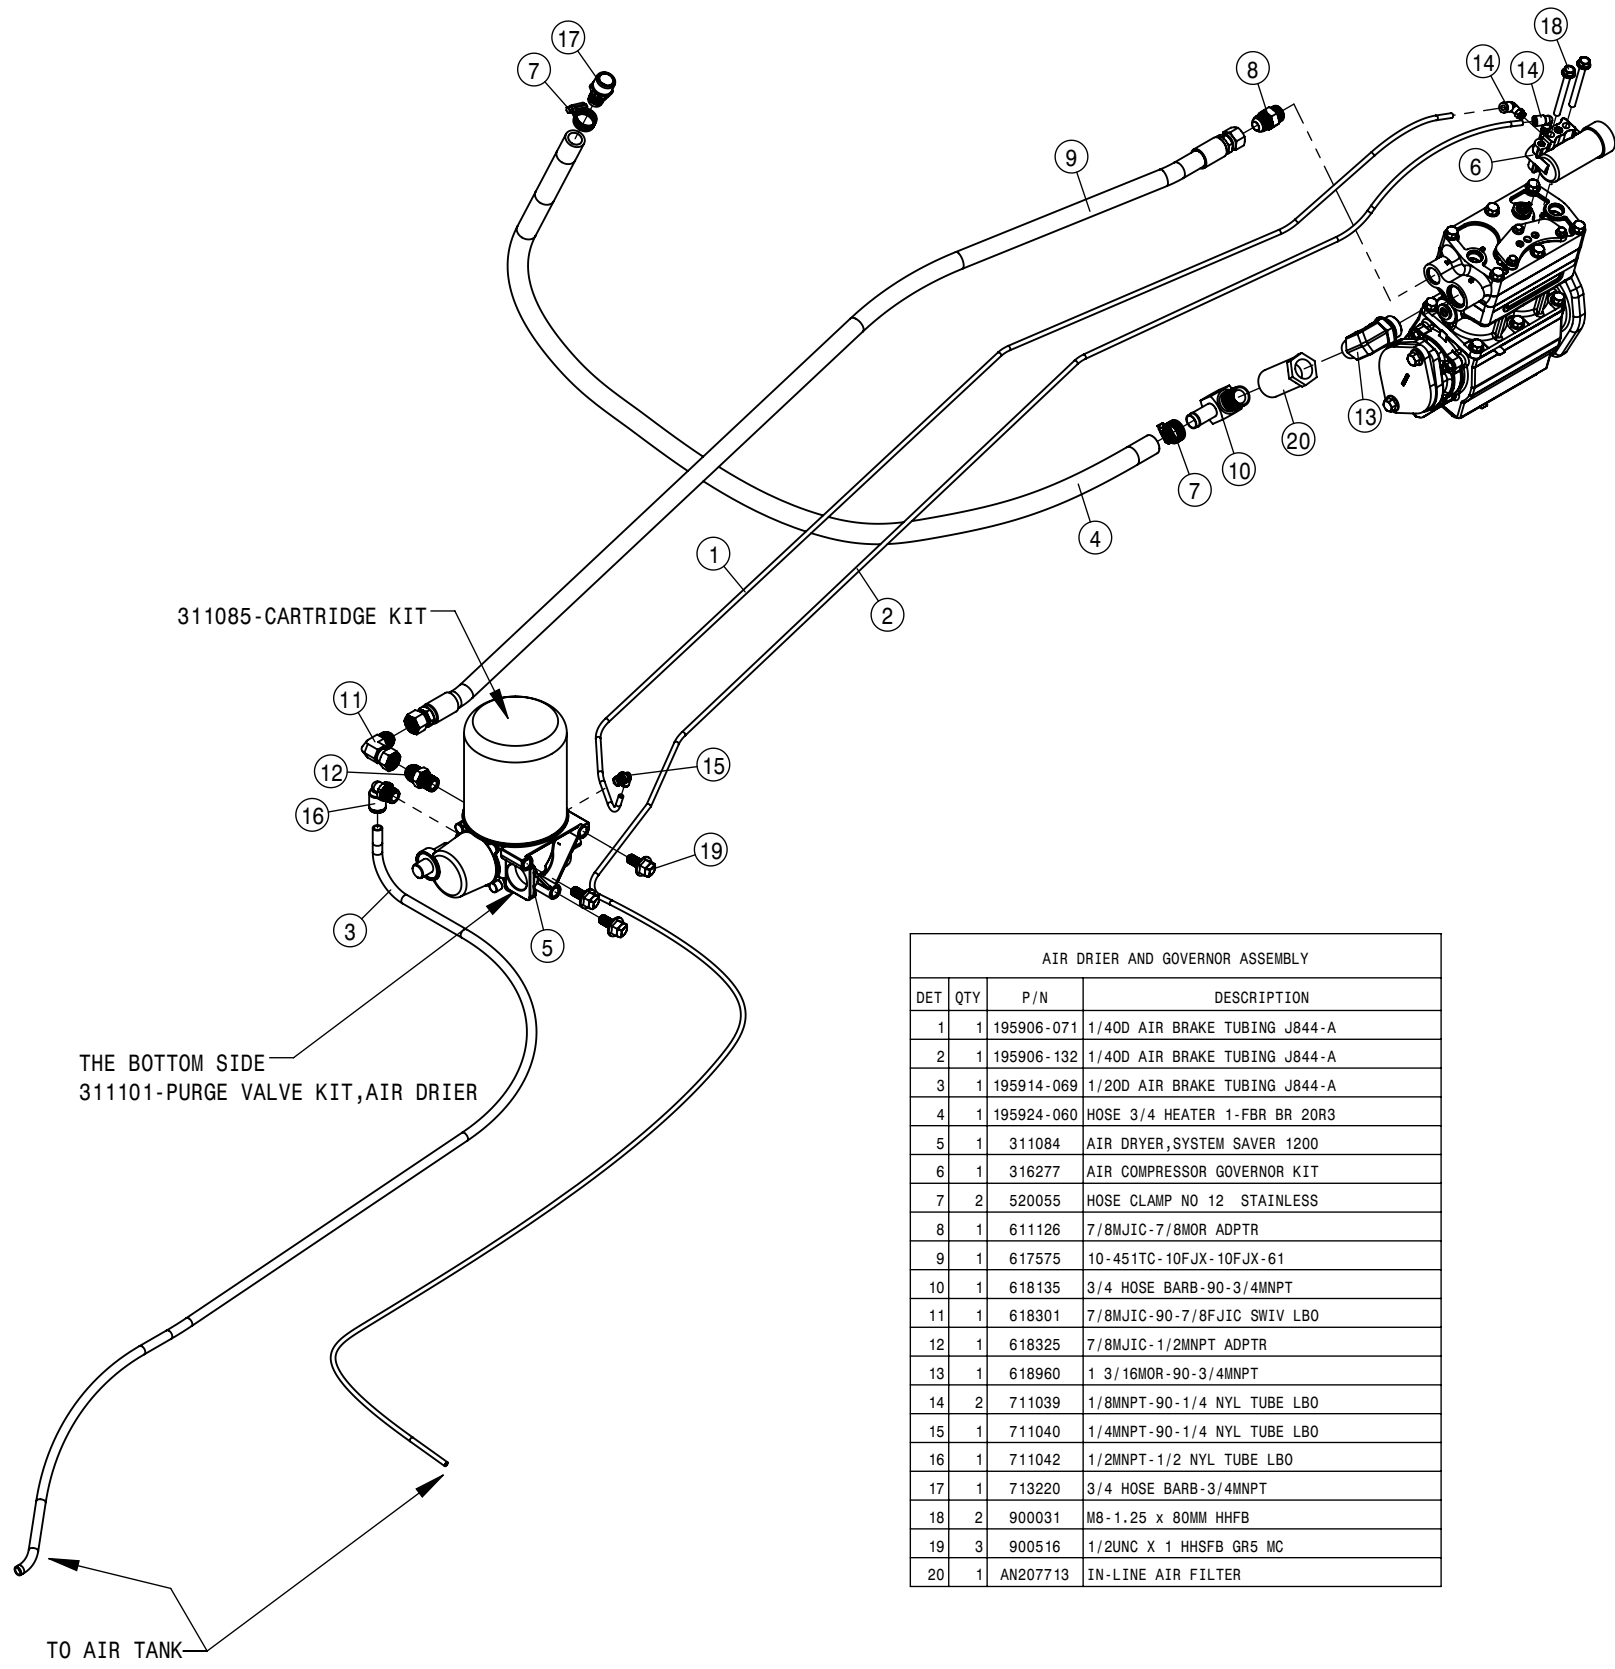 17
18
7
14
14
8
6
9
13
20
10
7
4
1
2
311085-CARTRIDGE KIT
11
12
15
16
19
3
5
THE BOTTOM SIDE
311101-PURGE VALVE KIT,AIR DRIER
TO AIR TANK
AIR DRIER AND GOVERNOR ASSEMBLY
DET QTY P/N DESCRIPTION
1 1 195906-071 1/4OD AIR BRAKE TUBING J844-A
2 1 195906-132 1/4OD AIR BRAKE TUBING J844-A
3 1 195914-069 1/2OD AIR BRAKE TUBING J844-A
4 1 195924-060 HOSE 3/4 HEATER 1-FBR BR 20R3
5 1 311084 AIR DRYER,SYSTEM SAVER 1200
6 1 316277 AIR COMPRESSOR GOVERNOR KIT
7 2 520055 HOSE CLAMP NO 12 STAINLESS
8 1 611126 7/8MJIC-7/8MOR ADPTR
9 1 617575 10-451TC-10FJX-10FJX-61
10 1 618135 3/4 HOSE BARB-90-3/4MNPT
11 1 618301 7/8MJIC-90-7/8FJIC SWIV LBO
12 1 618325 7/8MJIC-1/2MNPT ADPTR
13 1 618960 1 3/16MOR-90-3/4MNPT
14 2 711039 1/8MNPT-90-1/4 NYL TUBE LBO
15 1 711040 1/4MNPT-90-1/4 NYL TUBE LBO
16 1 711042 1/2MNPT-1/2 NYL TUBE LBO
17 1 713220 3/4 HOSE BARB-3/4MNPT
18 2 900031 M8-1.25 x 80MM HHFB
19 3 900516 1/2UNC X 1 HHSFB GR5 MC
20 1 AN207713 IN-LINE AIR FILTER